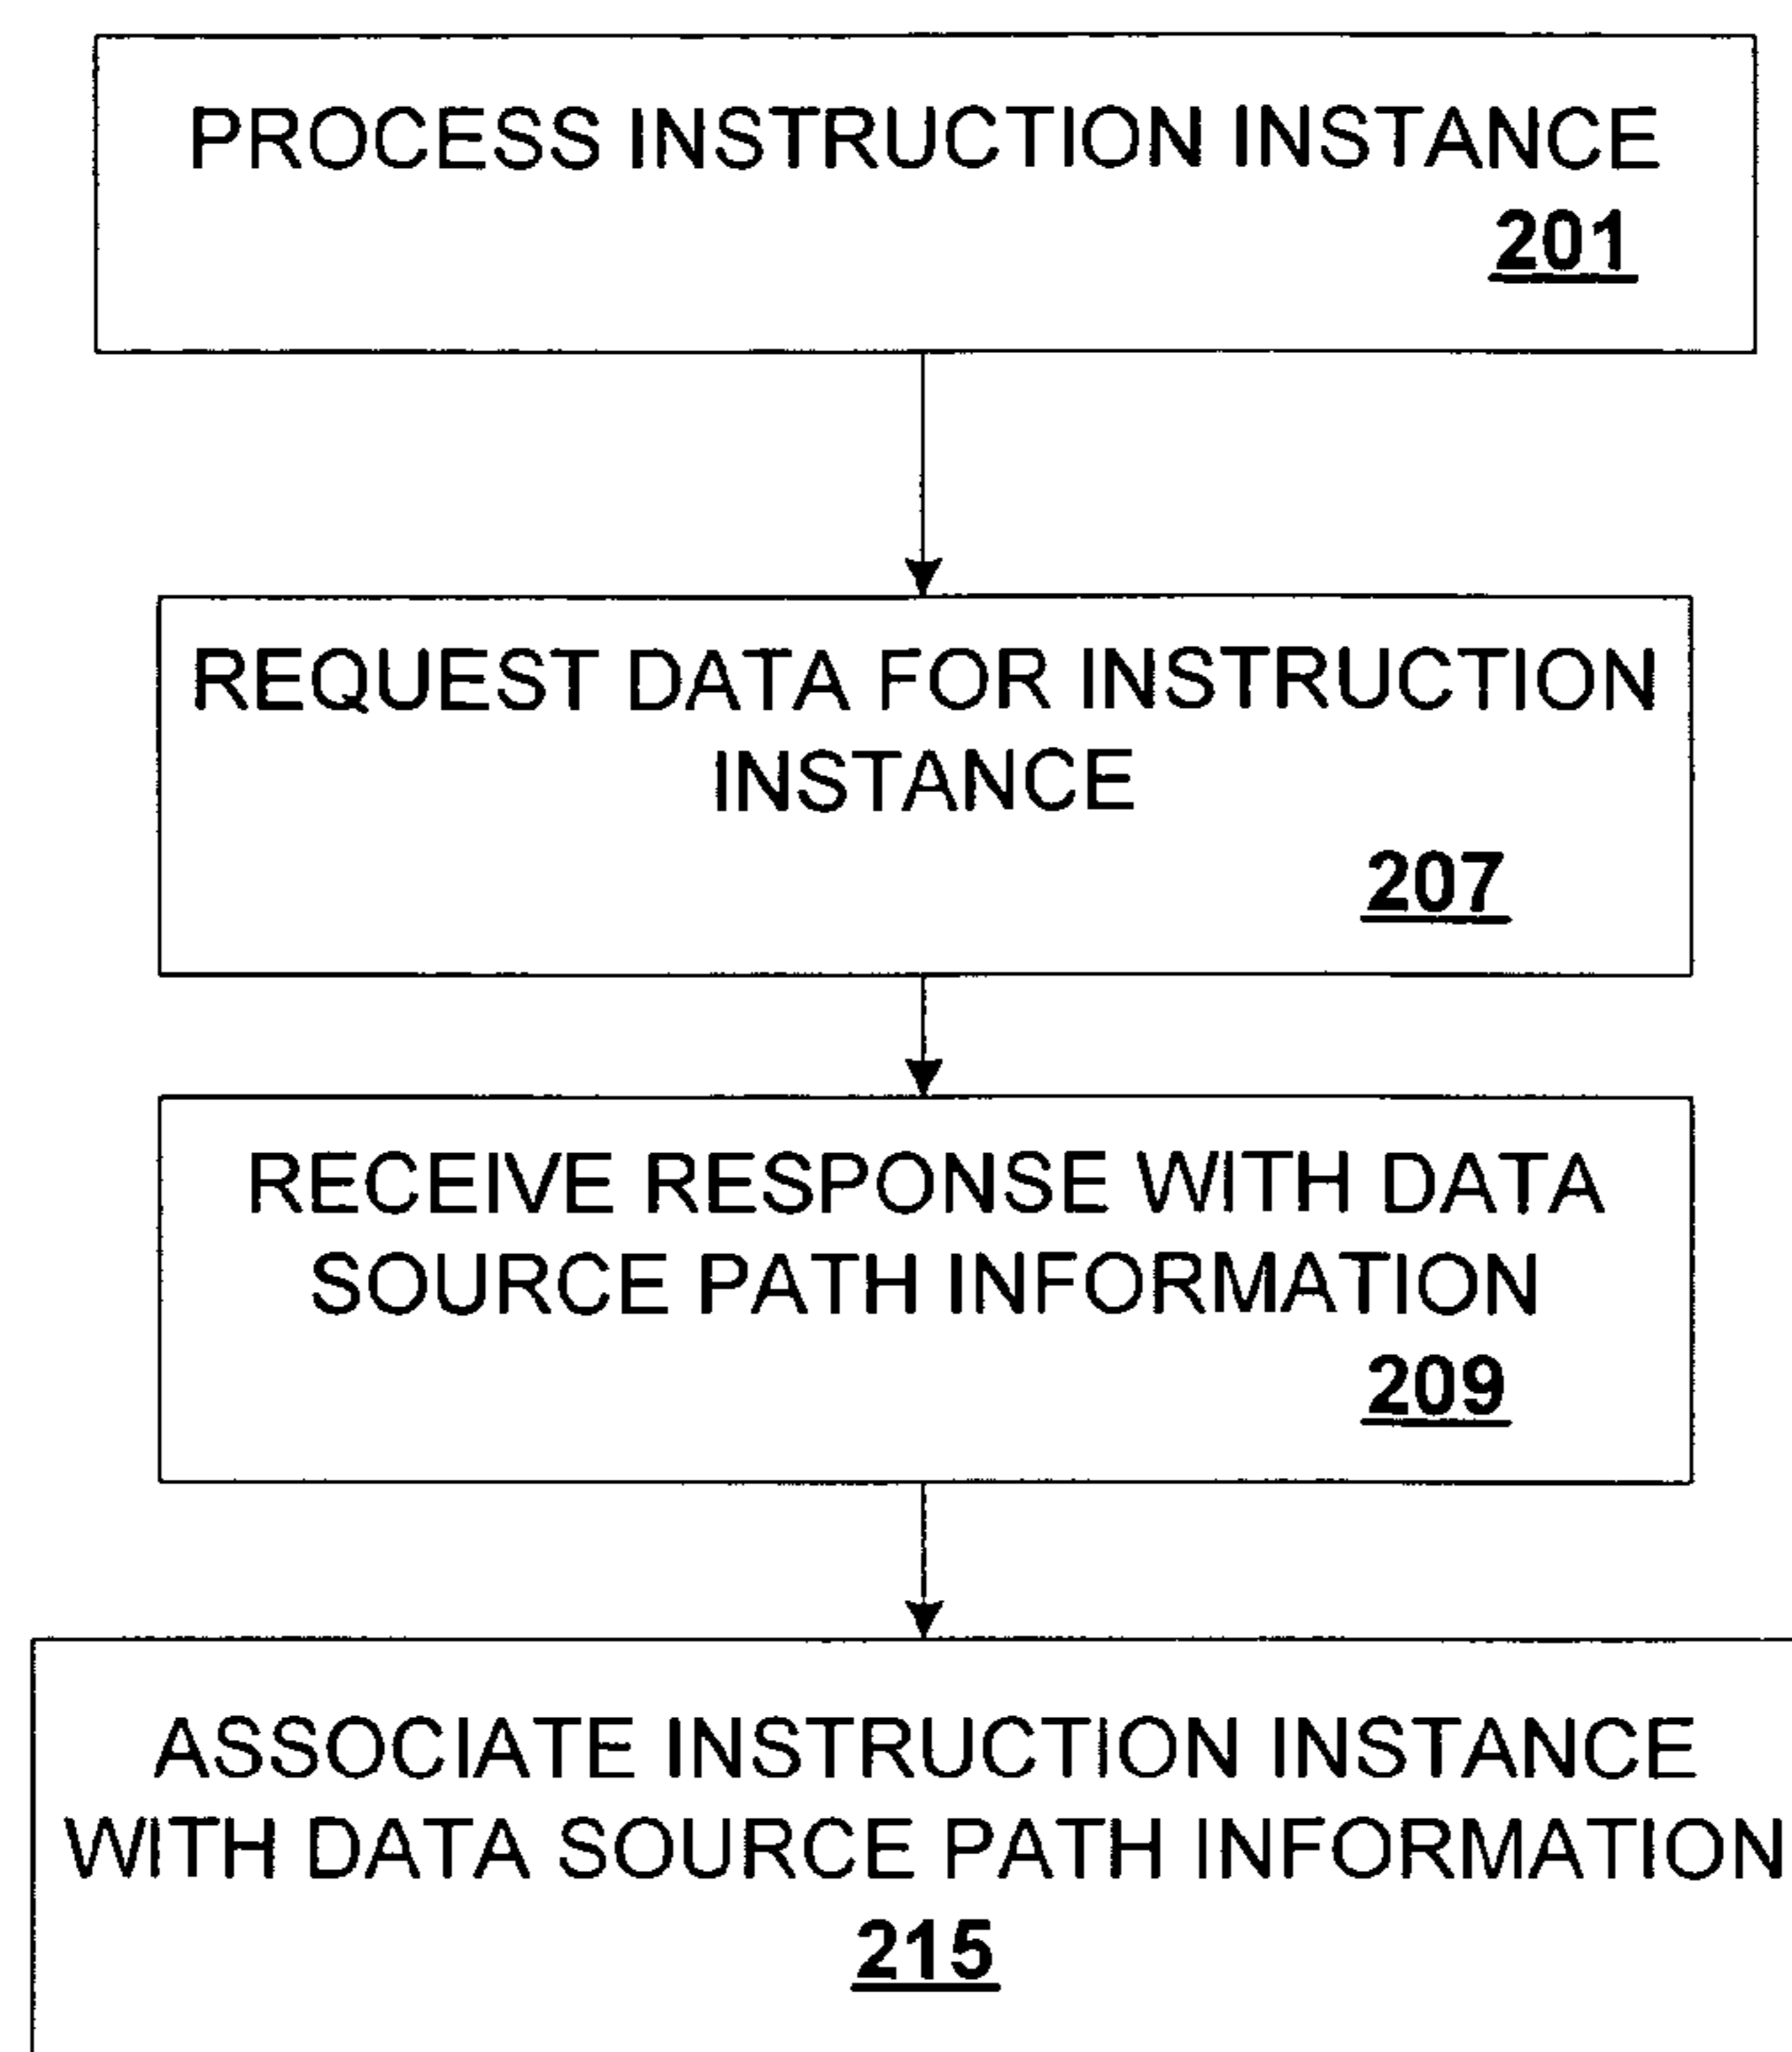 PROCESS INSTRUCTION INSTANCE
201
REQUEST DATA FOR INSTRUCTION
INSTANCE
207
RECEIVE RESPONSE WITH DATA
SOURCE PATH INFORMATION
209
ASSOCIATE INSTRUCTION INSTANCE
WITH DATA SOURCE PATH INFORMATION
215